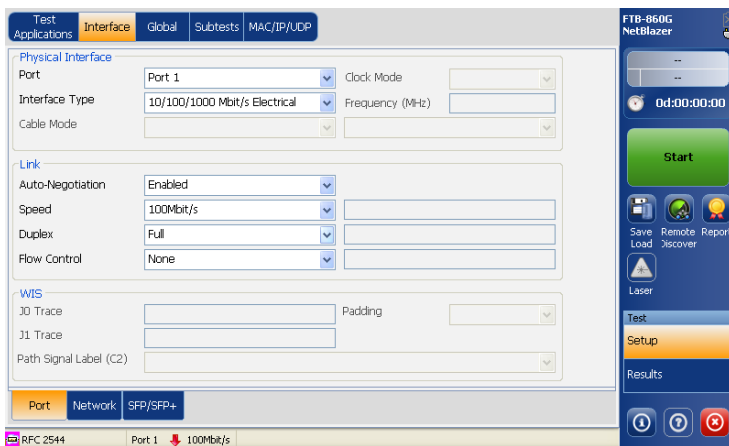 Test Applications
Interface
Global
Subtests
MAC/IP/UDP
Physical Interface
Port
Port 1
Clock Mode
Interface Type
10/100/1000 Mbit/s Electrical
Frequency (MHz)
Cable Mode
Link
Auto-Negotiation
Enabled
Speed
100Mbit/s
Duplex
Full
Flow Control
None
WIS
J0 Trace
Padding
J1 Trace
Path Signal Label (C2)
Port
Network
SFP/SFP+
RFC 2544
Port 1
100Mbit/s
FTB-860G
NetBlazer
--
--
0d:00:00:00
Start
Save Load
Remote Discover
Repor
Laser
Test
Setup
Results